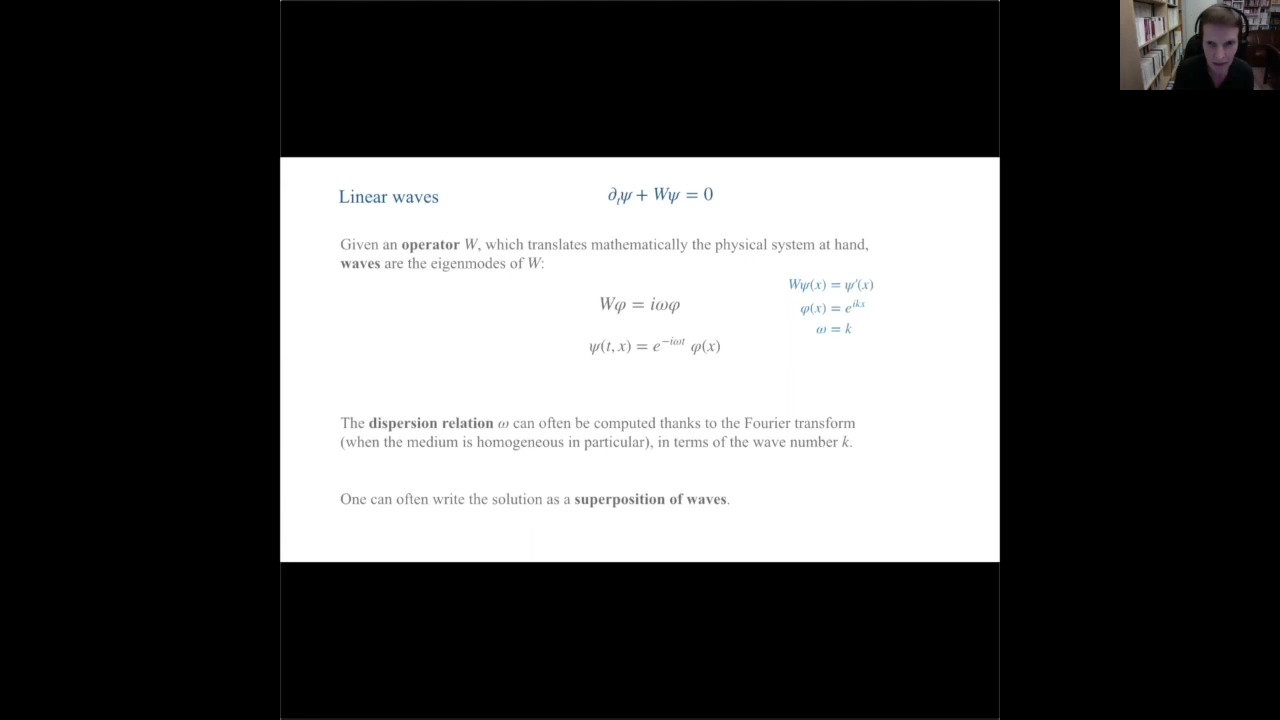 Linear waves
∂ₜψ + Wψ = 0
Given an operator W, which translates mathematically the physical system at hand,
waves are the eigenmodes of W:
Wψ(x) = ψ′(x)
Wφ = iωφ
φ(x) = e^{ikx}
ω = k
ψ(t, x) = e^{−iωt} φ(x)
The dispersion relation ω can often be computed thanks to the Fourier transform
(when the medium is homogeneous in particular), in terms of the wave number k.
One can often write the solution as a superposition of waves.